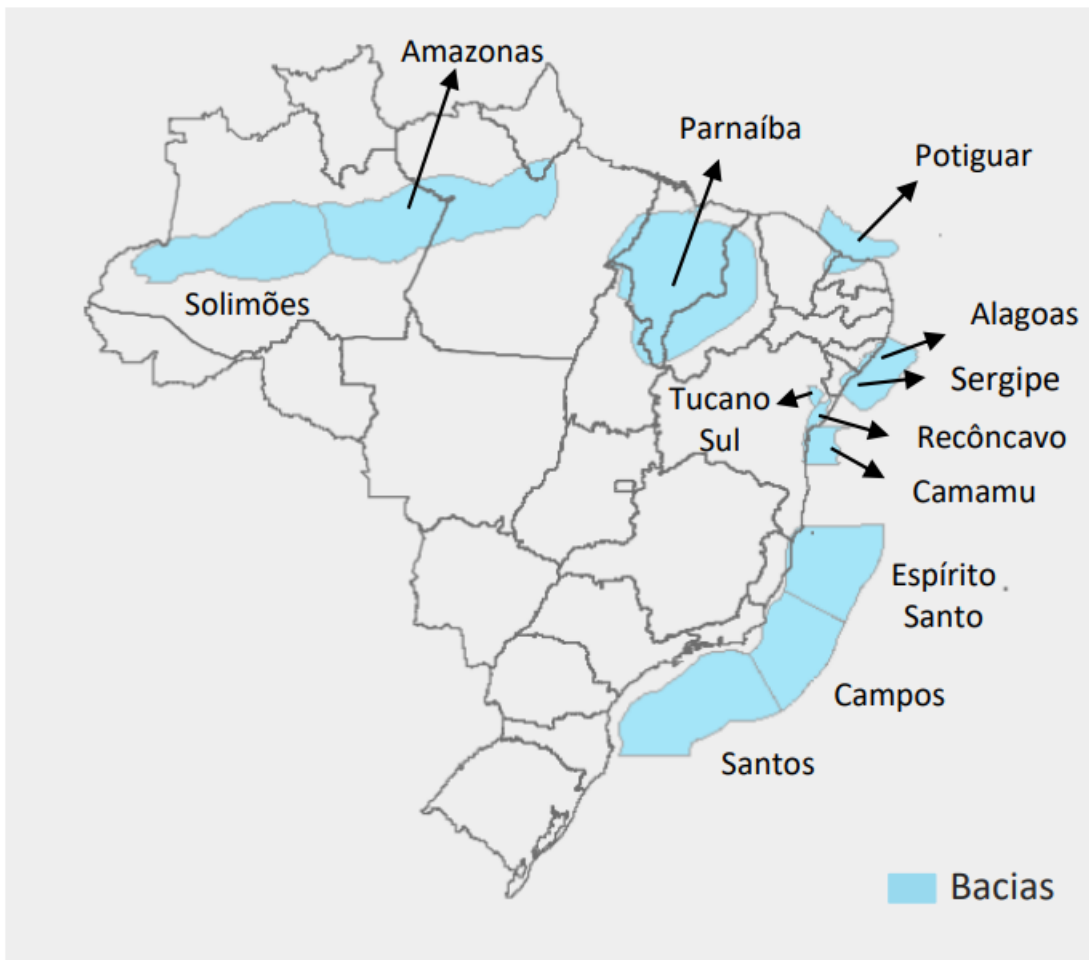 Amazonas
Parnaíba
Potiguar
Solimões
Alagoas
Sergipe
Tucano
Sul
Recôncavo
Camamu
Espírito
Santo
Campos
Santos
Bacias